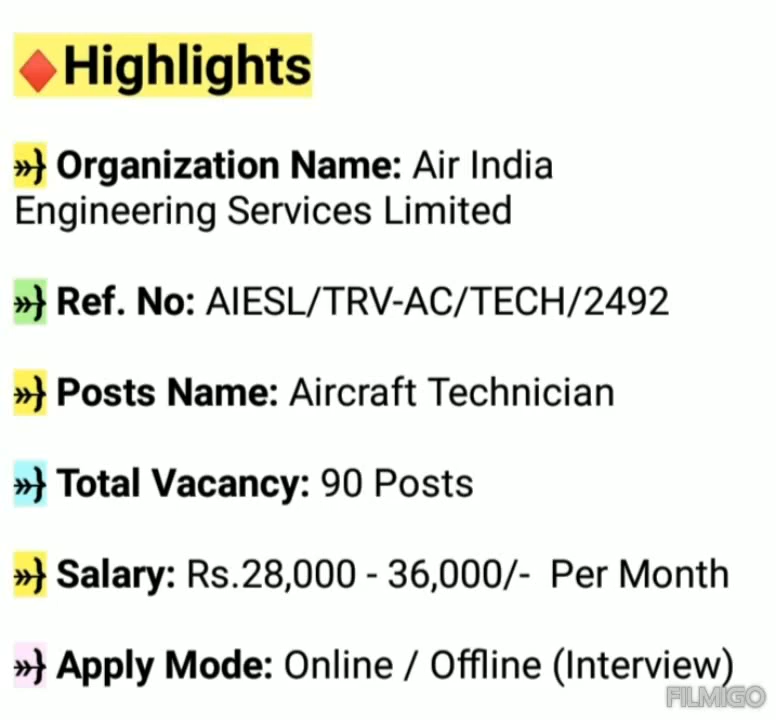 ♦️Highlights
»} Organization Name: Air India
Engineering Services Limited
»} Ref. No: AIESL/TRV-AC/TECH/2492
»} Posts Name: Aircraft Technician
»} Total Vacancy: 90 Posts
»} Salary: Rs.28,000 - 36,000/- Per Month
»} Apply Mode: Online / Offline (Interview)
FILMIGO